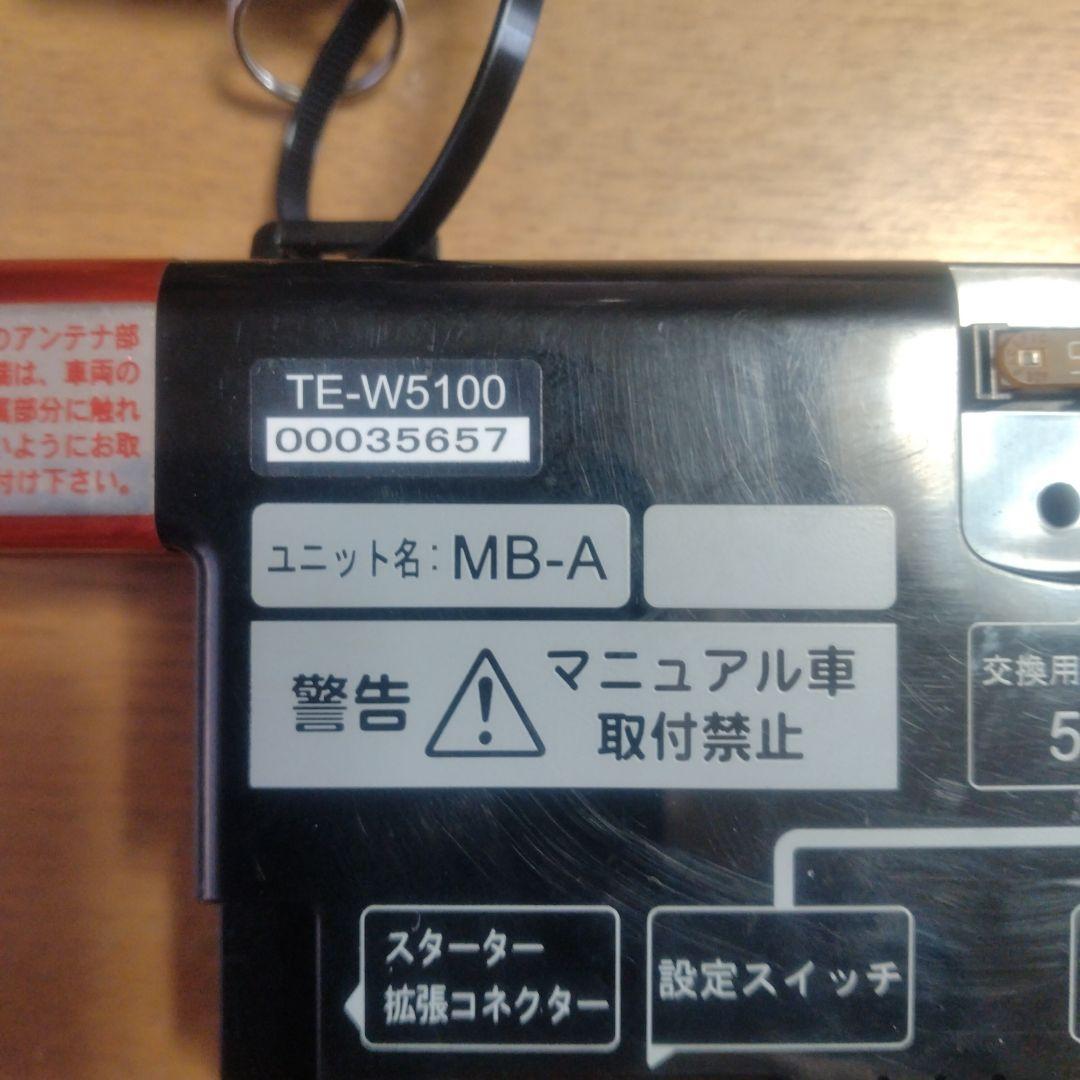 のアンテナ部
は、車両の
部分に触れ
いようにお取
付け下さい。
TE-W5100
00035657
ユニット名:MB-A
警告
マニュアル車
取付禁止
交換用
5
スターター
拡張コネクター
設定スイッチ